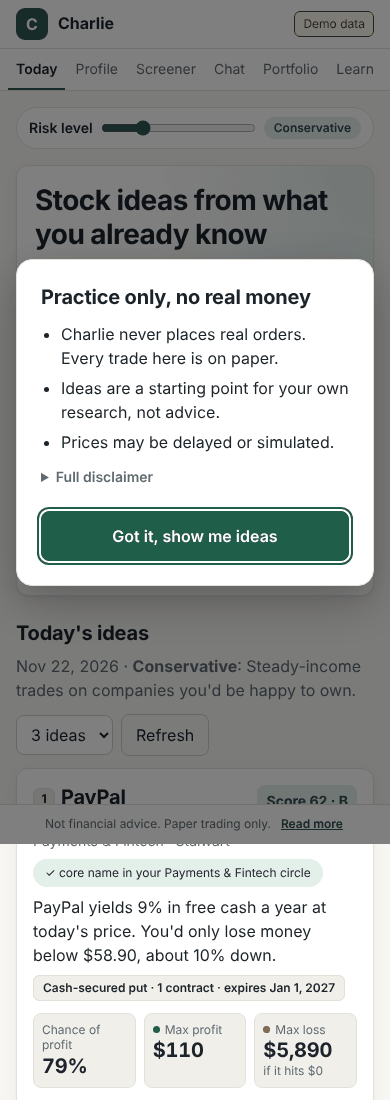 C Charlie Demo data
Today Profile Screener Chat Portfolio Learn
Risk level Conservative
Stock ideas from what
you already know
Practice only, no real money
• Charlie never places real orders.
Every trade here is on paper.
• Ideas are a starting point for your own
research, not advice.
• Prices may be delayed or simulated.
▶ Full disclaimer
Got it, show me ideas
Today's ideas
Nov 22, 2026 · Conservative: Steady-income
trades on companies you'd be happy to own.
3 ideas Refresh
1 PayPal Score 62 · B
Not financial advice. Paper trading only. Read more
Payments & Fintech · Stalwart
✓ core name in your Payments & Fintech circle
PayPal yields 9% in free cash a year at
today's price. You'd only lose money
below $58.90, about 10% down.
Cash-secured put · 1 contract · expires Jan 1, 2027
Chance of
profit
79%
Max profit
$110
Max loss
$5,890
if it hits $0